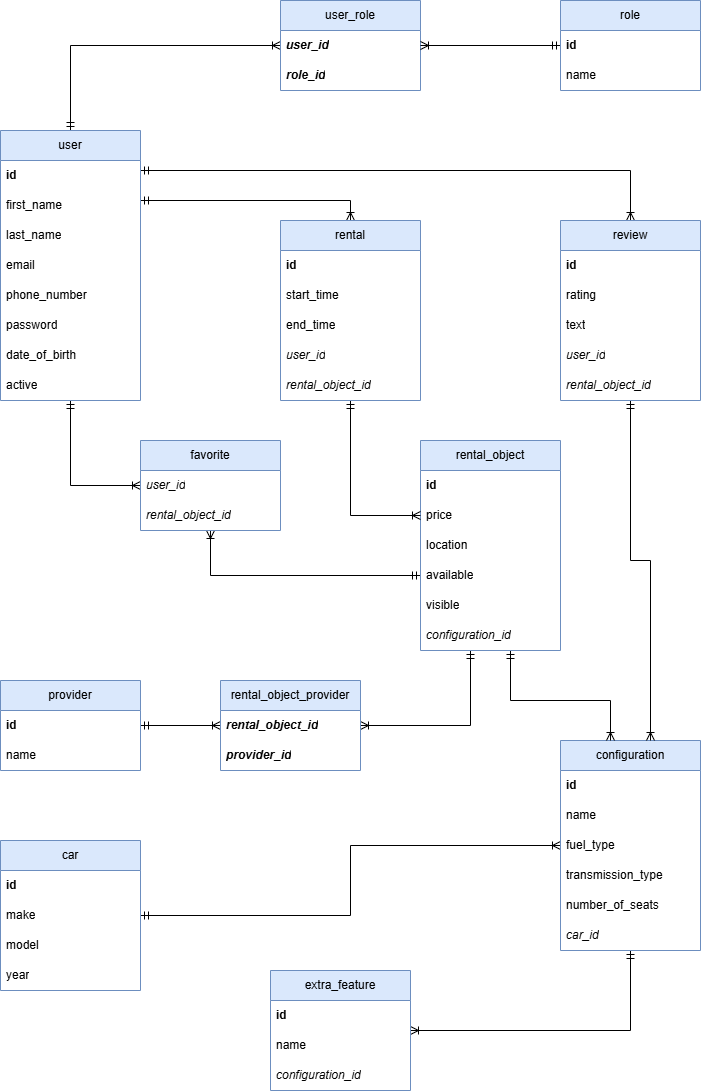 user_role
user_id
role_id
role
id
name
user
id
first_name
last_name
email
phone_number
password
date_of_birth
active
rental
id
start_time
end_time
user_id
rental_object_id
review
id
rating
text
user_id
rental_object_id
favorite
user_id
rental_object_id
rental_object
id
price
location
available
visible
configuration_id
provider
id
name
rental_object_provider
rental_object_id
provider_id
configuration
id
name
fuel_type
transmission_type
number_of_seats
car_id
car
id
make
model
year
extra_feature
id
name
configuration_id